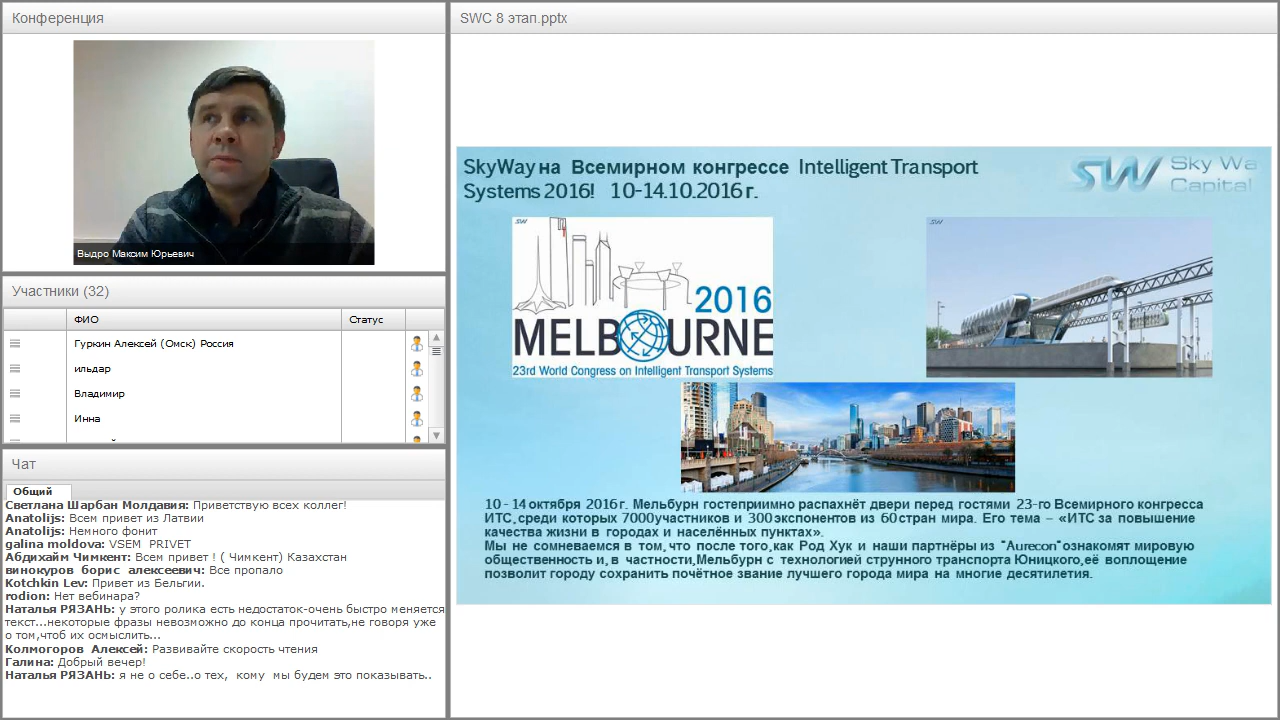 Конференция
Выдро Максим Юрьевич
Участники (32)
ФИО
Статус
Гуркин Алексей (Омск) Россия
ильдар
Владимир
Инна
Чат
Общий
Светлана Шарбан Молдавия: Приветствую всех коллег!
Anatolijs: Всем привет из Латвии
Anatolijs: Немного фонит
galina moldova: VSEM PRIVET
Абдихайм Чимкент: Всем привет ! ( Чимкент) Казахстан
винокуров борис алексеевич: Все пропало
Kotchkin Lev: Привет из Бельгии.
rodion: Нет вебинара?
Наталья РЯЗАНЬ: у этого ролика есть недостаток-очень быстро меняется
текст...некоторые фразы невозможно до конца прочитать,не говоря уже
о том,чтоб их осмыслить...
Колмогоров Алексей: Развивайте скорость чтения
Галина: Добрый вечер!
Наталья РЯЗАНЬ: я не о себе..о тех, кому мы будем это показывать..
SWC 8 этап.pptx
SkyWay на Всемирном конгрессе Intelligent Transport
Systems 2016! 10-14.10.2016 г.
SW Sky Wa
Capital
SW
2016
MELBOURNE
23rd World Congress on Intelligent Transport Systems
SW
10 - 14 октября 2016 г. Мельбурн гостеприимно распахнёт двери перед гостями 23-го Всемирного конгресса
ИТС,среди которых 7000участников и 300экспонентов из 60стран мира. Его тема – «ИТС за повышение
качества жизни в городах и населённых пунктах».
Мы не сомневаемся в том,что после того,как Род Хук и наши партнёры из "Aurecon"ознакомят мировую
общественность и,в частности,Мельбурн с технологией струнного транспорта Юницкого,её воплощение
позволит городу сохранить почётное звание лучшего города мира на многие десятилетия.